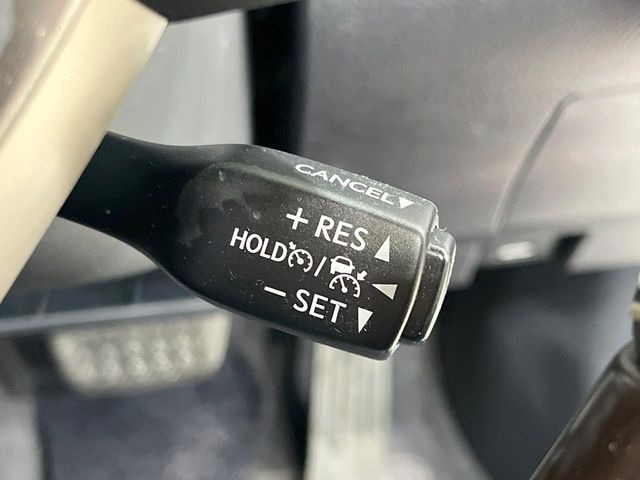 CANCEL▼
+ RES ▲
HOLD / ◀
− SET ▼